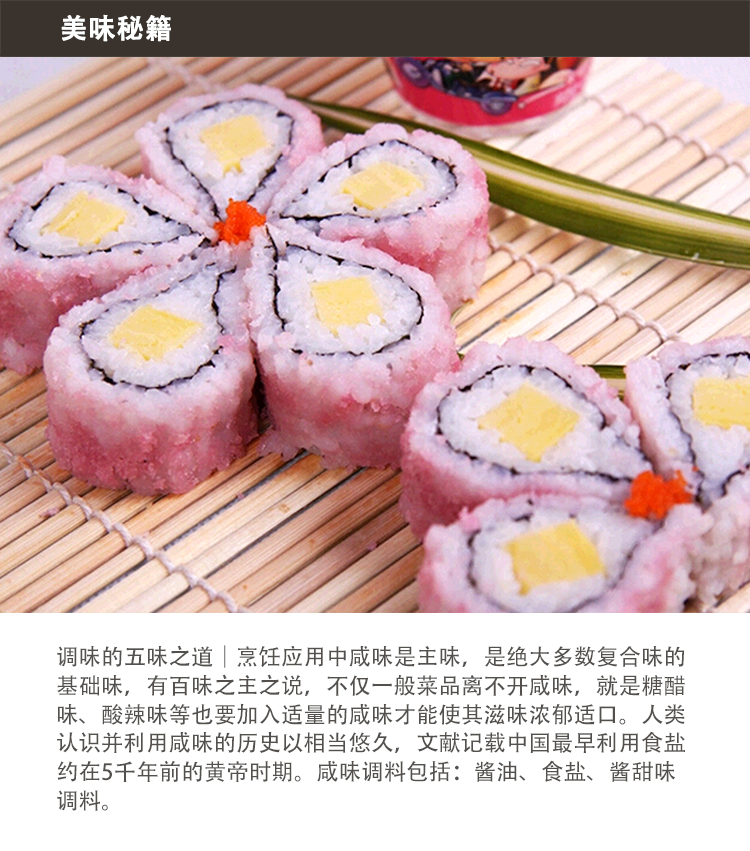 美味秘籍
调味的五味之道｜烹饪应用中咸味是主味，是绝大多数复合味的
基础味，有百味之主之说，不仅一般菜品离不开咸味，就是糖醋
味、酸辣味等也要加入适量的咸味才能使其滋味浓郁适口。人类
认识并利用咸味的历史以相当悠久，文献记载中国最早利用食盐
约在5千年前的黄帝时期。咸味调料包括：酱油、食盐、酱甜味
调料。